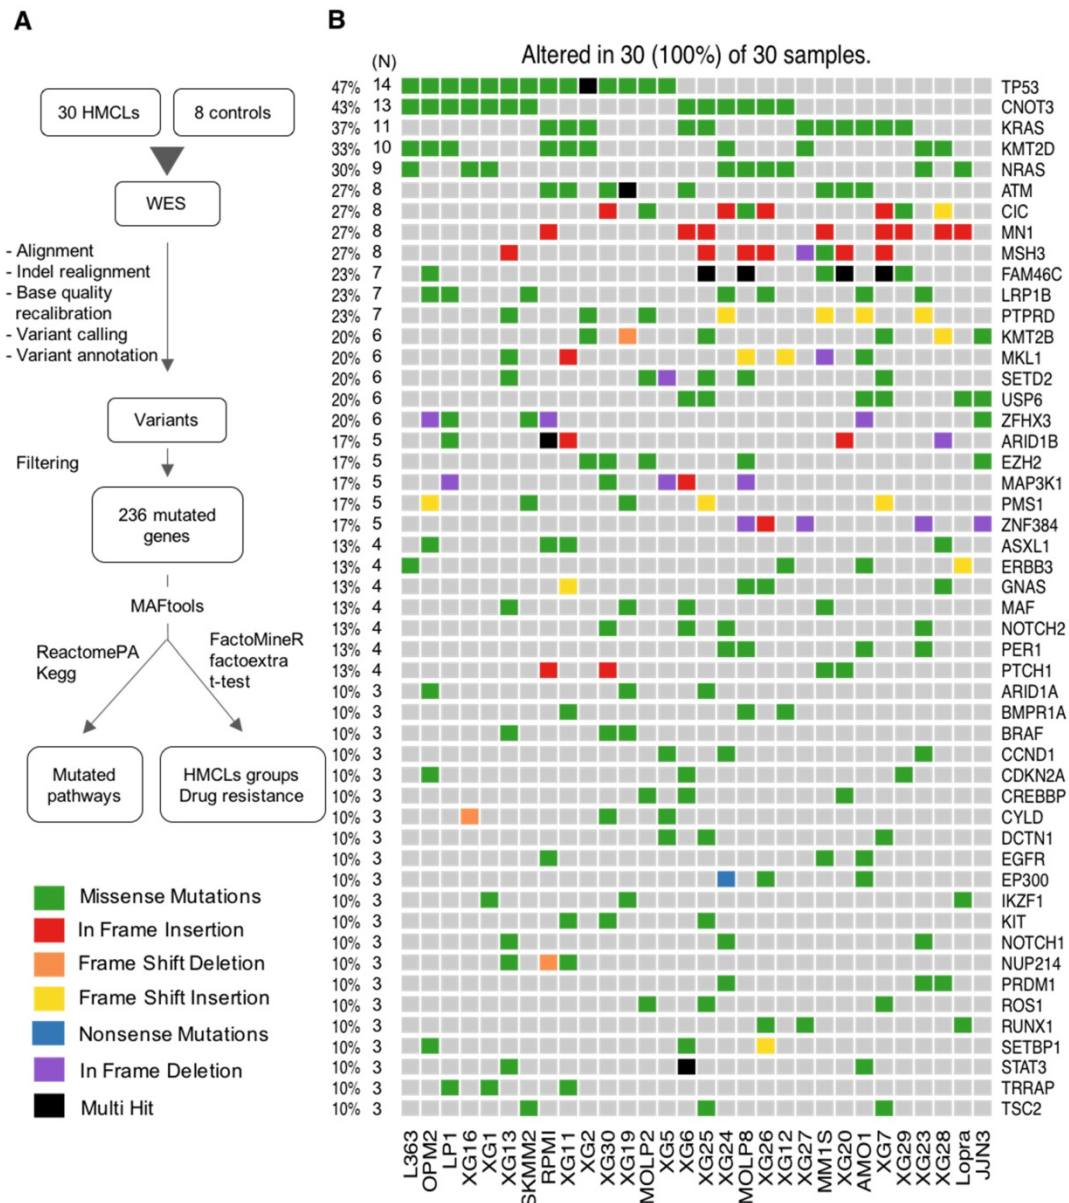 A
30 HMCLs
8 controls
WES
- Alignment
- Indel realignment
- Base quality
recalibration
- Variant calling
- Variant annotation
Variants
Filtering
236 mutated
genes
MAFtools
ReactomePA
Kegg
FactoMineR
factoextra
t-test
Mutated
pathways
HMCLs groups
Drug resistance
Missense Mutations
In Frame Insertion
Frame Shift Deletion
Frame Shift Insertion
Nonsense Mutations
In Frame Deletion
Multi Hit
B
Altered in 30 (100%) of 30 samples.
(N)
47% 14 TP53
43% 13 CNOT3
37% 11 KRAS
33% 10 KMT2D
30% 9 NRAS
27% 8 ATM
27% 8 CIC
27% 8 MN1
27% 8 MSH3
23% 7 FAM46C
23% 7 LRP1B
23% 7 PTPRD
20% 6 KMT2B
20% 6 MKL1
20% 6 SETD2
20% 6 USP6
20% 6 ZFHX3
17% 5 ARID1B
17% 5 EZH2
17% 5 MAP3K1
17% 5 PMS1
17% 5 ZNF384
13% 4 ASXL1
13% 4 ERBB3
13% 4 GNAS
13% 4 MAF
13% 4 NOTCH2
13% 4 PER1
13% 4 PTCH1
10% 3 ARID1A
10% 3 BMPR1A
10% 3 BRAF
10% 3 CCND1
10% 3 CDKN2A
10% 3 CREBBP
10% 3 CYLD
10% 3 DCTN1
10% 3 EGFR
10% 3 EP300
10% 3 IKZF1
10% 3 KIT
10% 3 NOTCH1
10% 3 NUP214
10% 3 PRDM1
10% 3 ROS1
10% 3 RUNX1
10% 3 SETBP1
10% 3 STAT3
10% 3 TRRAP
10% 3 TSC2
L363
OPM2
LP1
XG16
XG1
XG13
SKMM2
RPMI
XG11
XG2
XG30
XG19
MOLP2
XG5
XG6
XG25
XG24
MOLP8
XG26
XG12
XG27
MM1S
XG20
AMO1
XG7
XG29
XG23
XG28
Lopra
JJN3